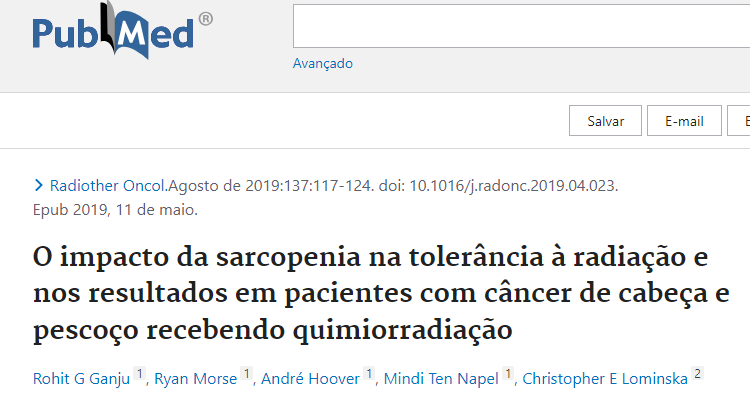 PubMed®
Avançado
Salvar
E-mail
E
Radiother Oncol.Agosto de 2019:137:117-124. doi: 10.1016/j.radonc.2019.04.023.
Epub 2019, 11 de maio.
O impacto da sarcopenia na tolerância à radiação e
nos resultados em pacientes com câncer de cabeça e
pescoço recebendo quimiorradiação
Rohit G Ganju 1, Ryan Morse 1, André Hoover 1, Mindi Ten Napel 1, Christopher E Lominska 2